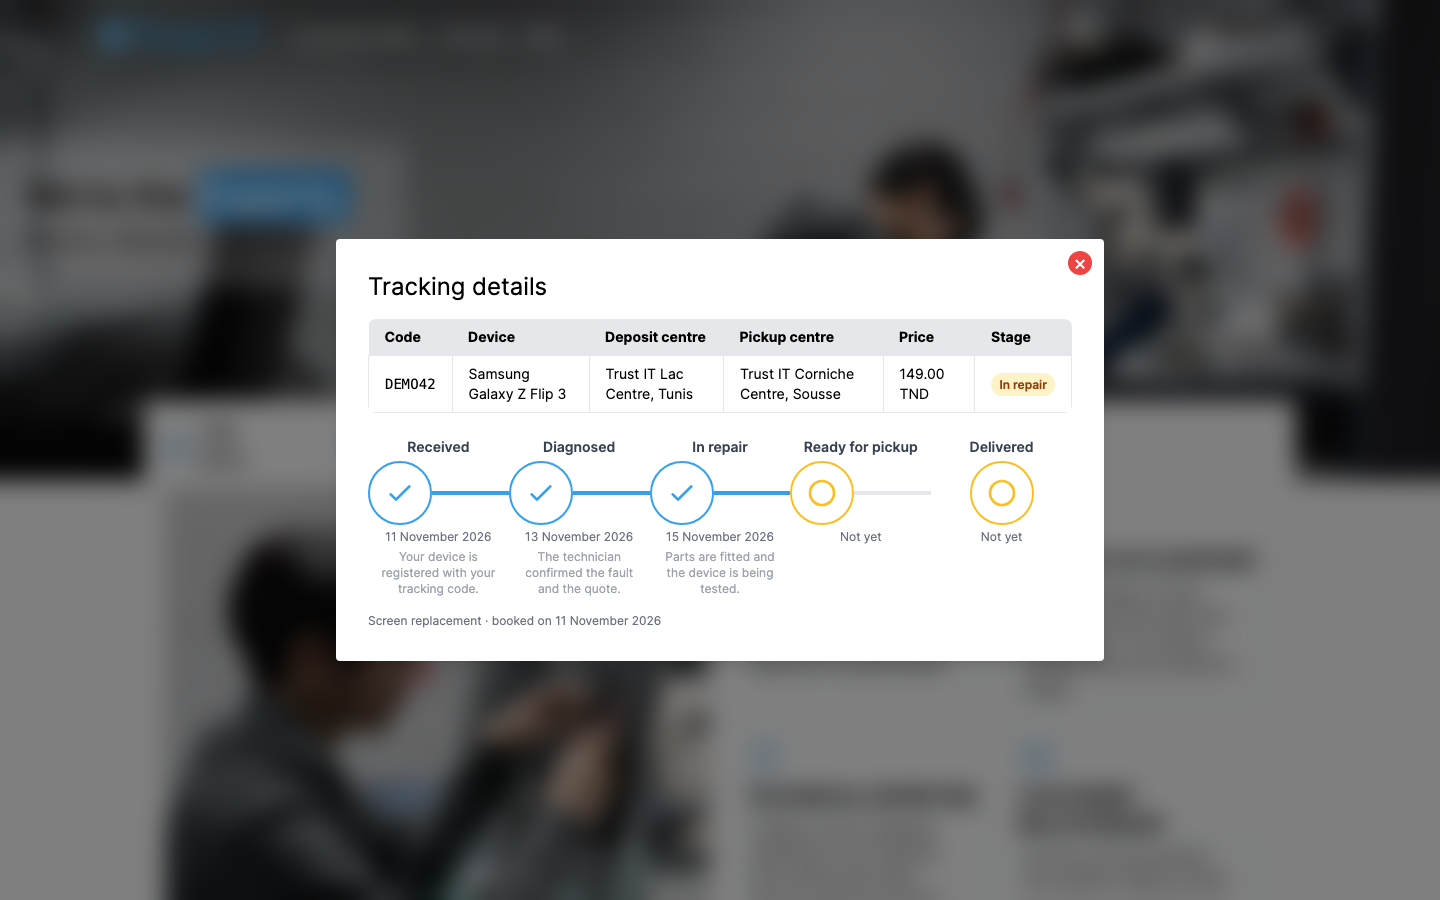 Tracking details
Code Device Deposit centre Pickup centre Price Stage
DEMO42 Samsung Galaxy Z Flip 3 Trust IT Lac Centre, Tunis Trust IT Corniche Centre, Sousse 149.00 TND In repair
Received Diagnosed In repair Ready for pickup Delivered
11 November 2026 13 November 2026 15 November 2026 Not yet Not yet
Your device is registered with your tracking code.
The technician confirmed the fault and the quote.
Parts are fitted and the device is being tested.
Screen replacement · booked on 11 November 2026